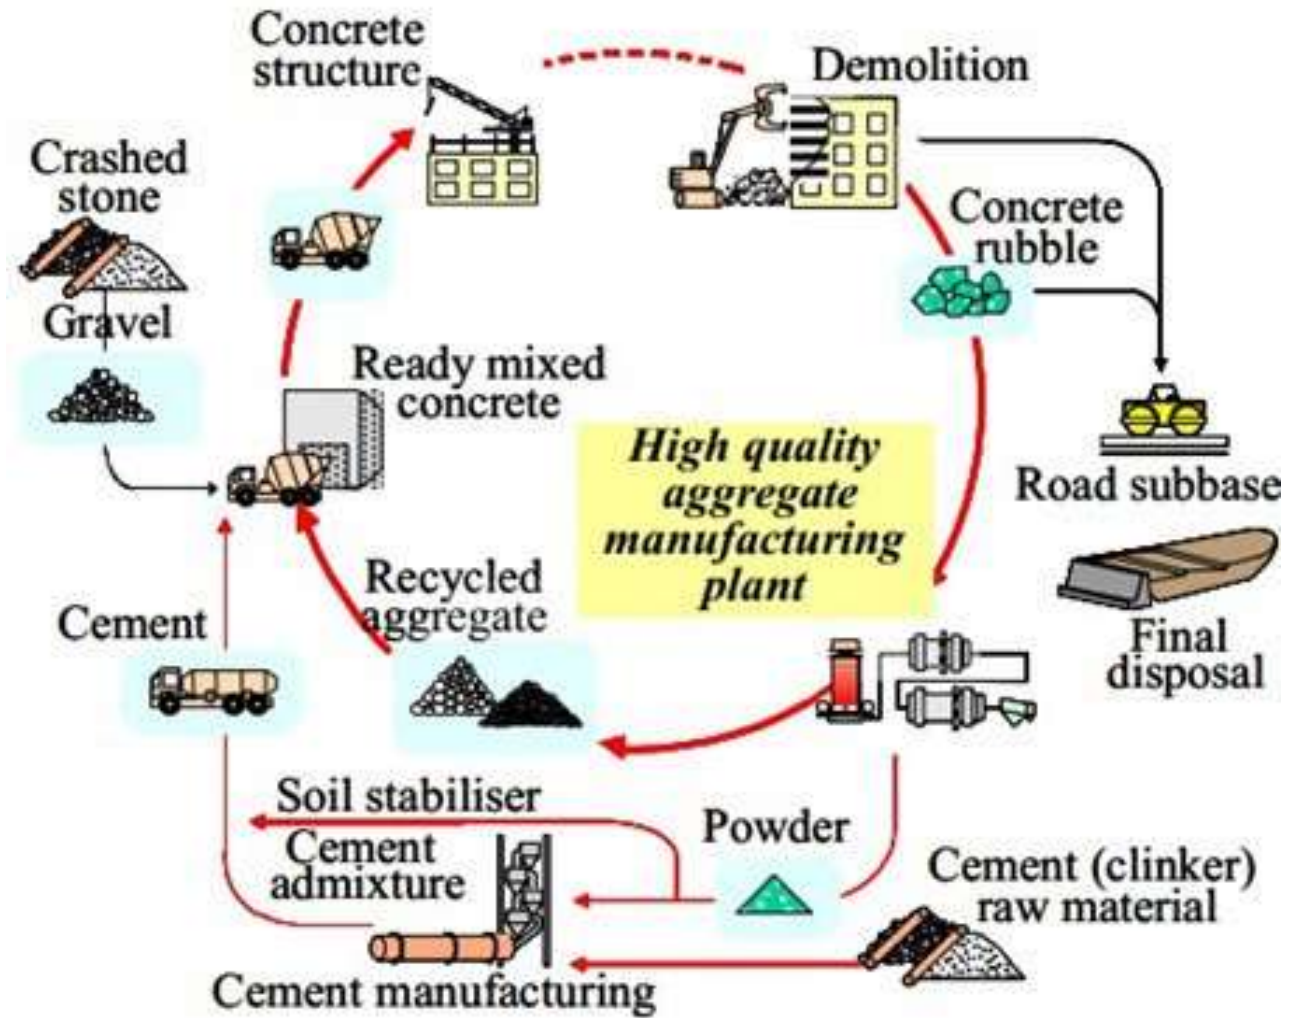 Concrete
structure
Demolition
Crashed
stone
Gravel
Concrete
rubble
Ready mixed
concrete
High quality
aggregate
manufacturing
plant
Road subbase
Recycled
aggregate
Cement
Final
disposal
Soil stabiliser
Powder
Cement
admixture
Cement (clinker)
raw material
Cement manufacturing